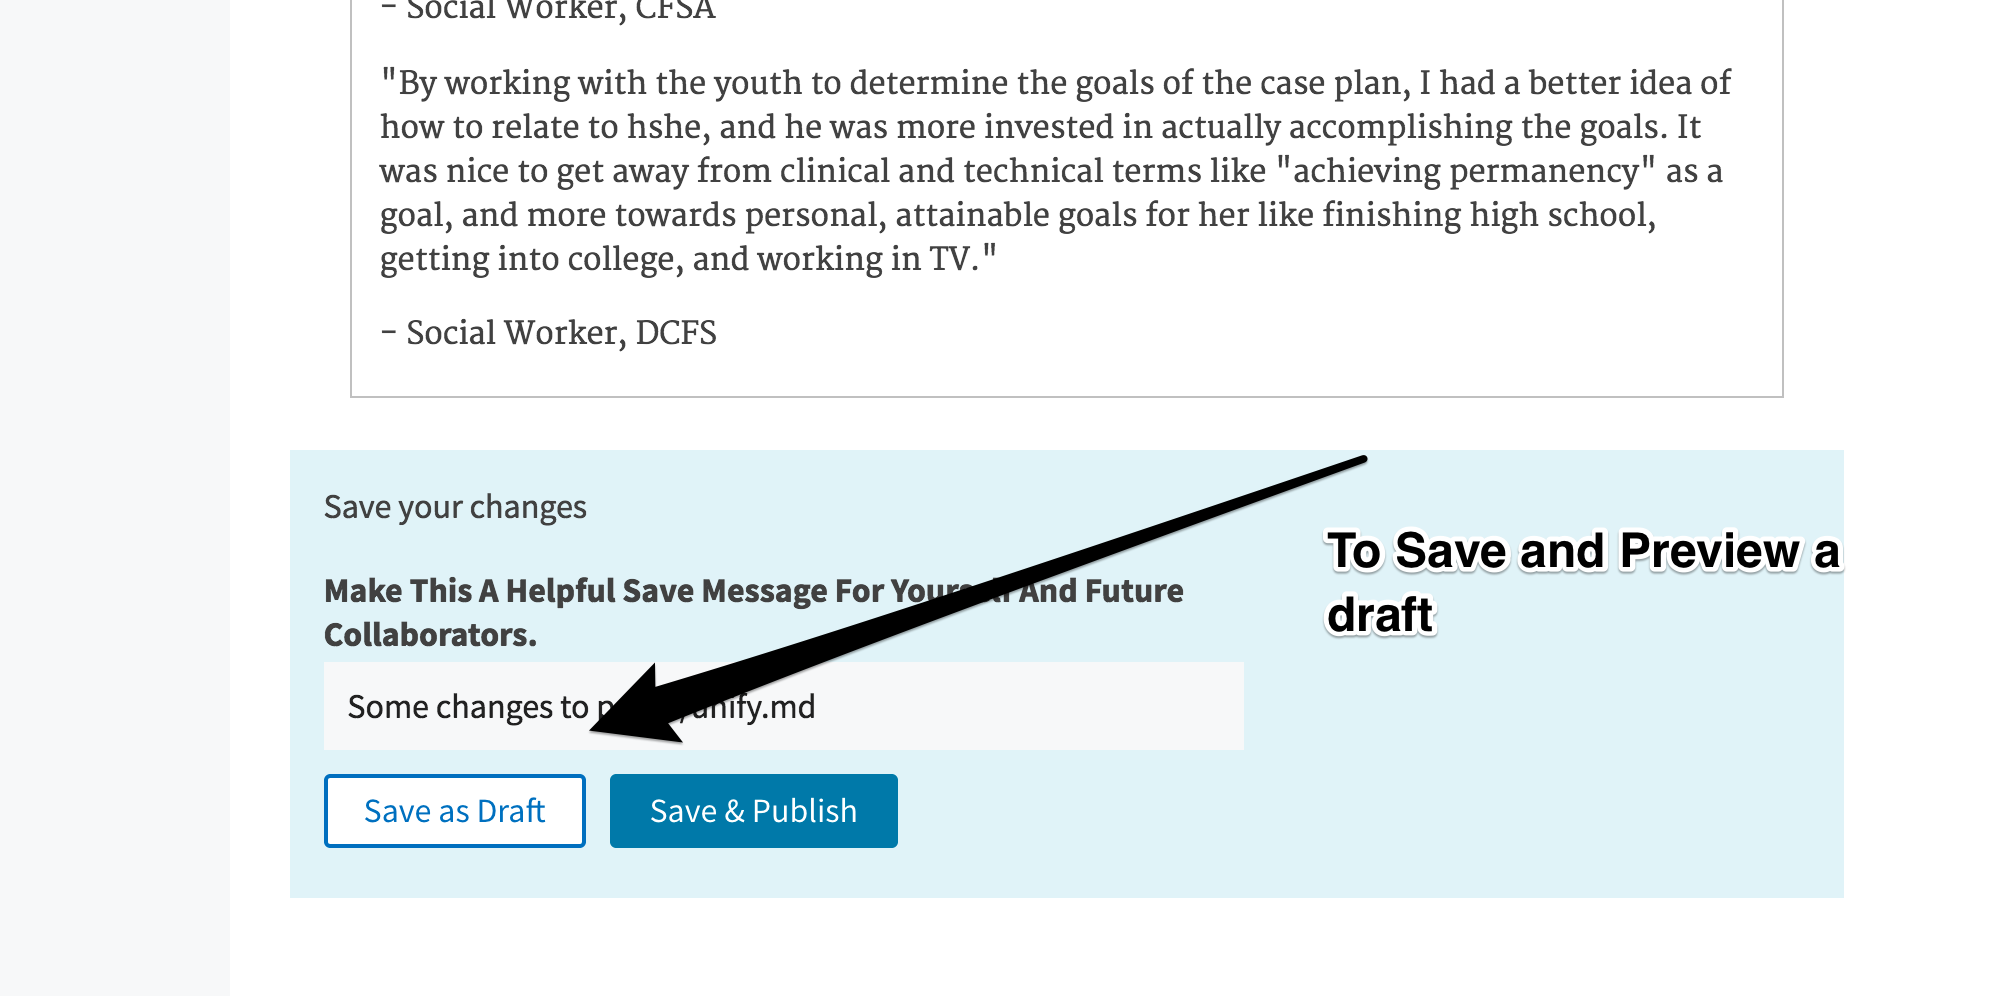 - Social Worker, CFSA
"By working with the youth to determine the goals of the case plan, I had a better idea of
how to relate to hshe, and he was more invested in actually accomplishing the goals. It
was nice to get away from clinical and technical terms like "achieving permanency" as a
goal, and more towards personal, attainable goals for her like finishing high school,
getting into college, and working in TV."
- Social Worker, DCFS
Save your changes
To Save and Preview a
draft
Make This A Helpful Save Message For Yourself And Future
Collaborators.
Some changes to /unify.md
Save as Draft
Save & Publish